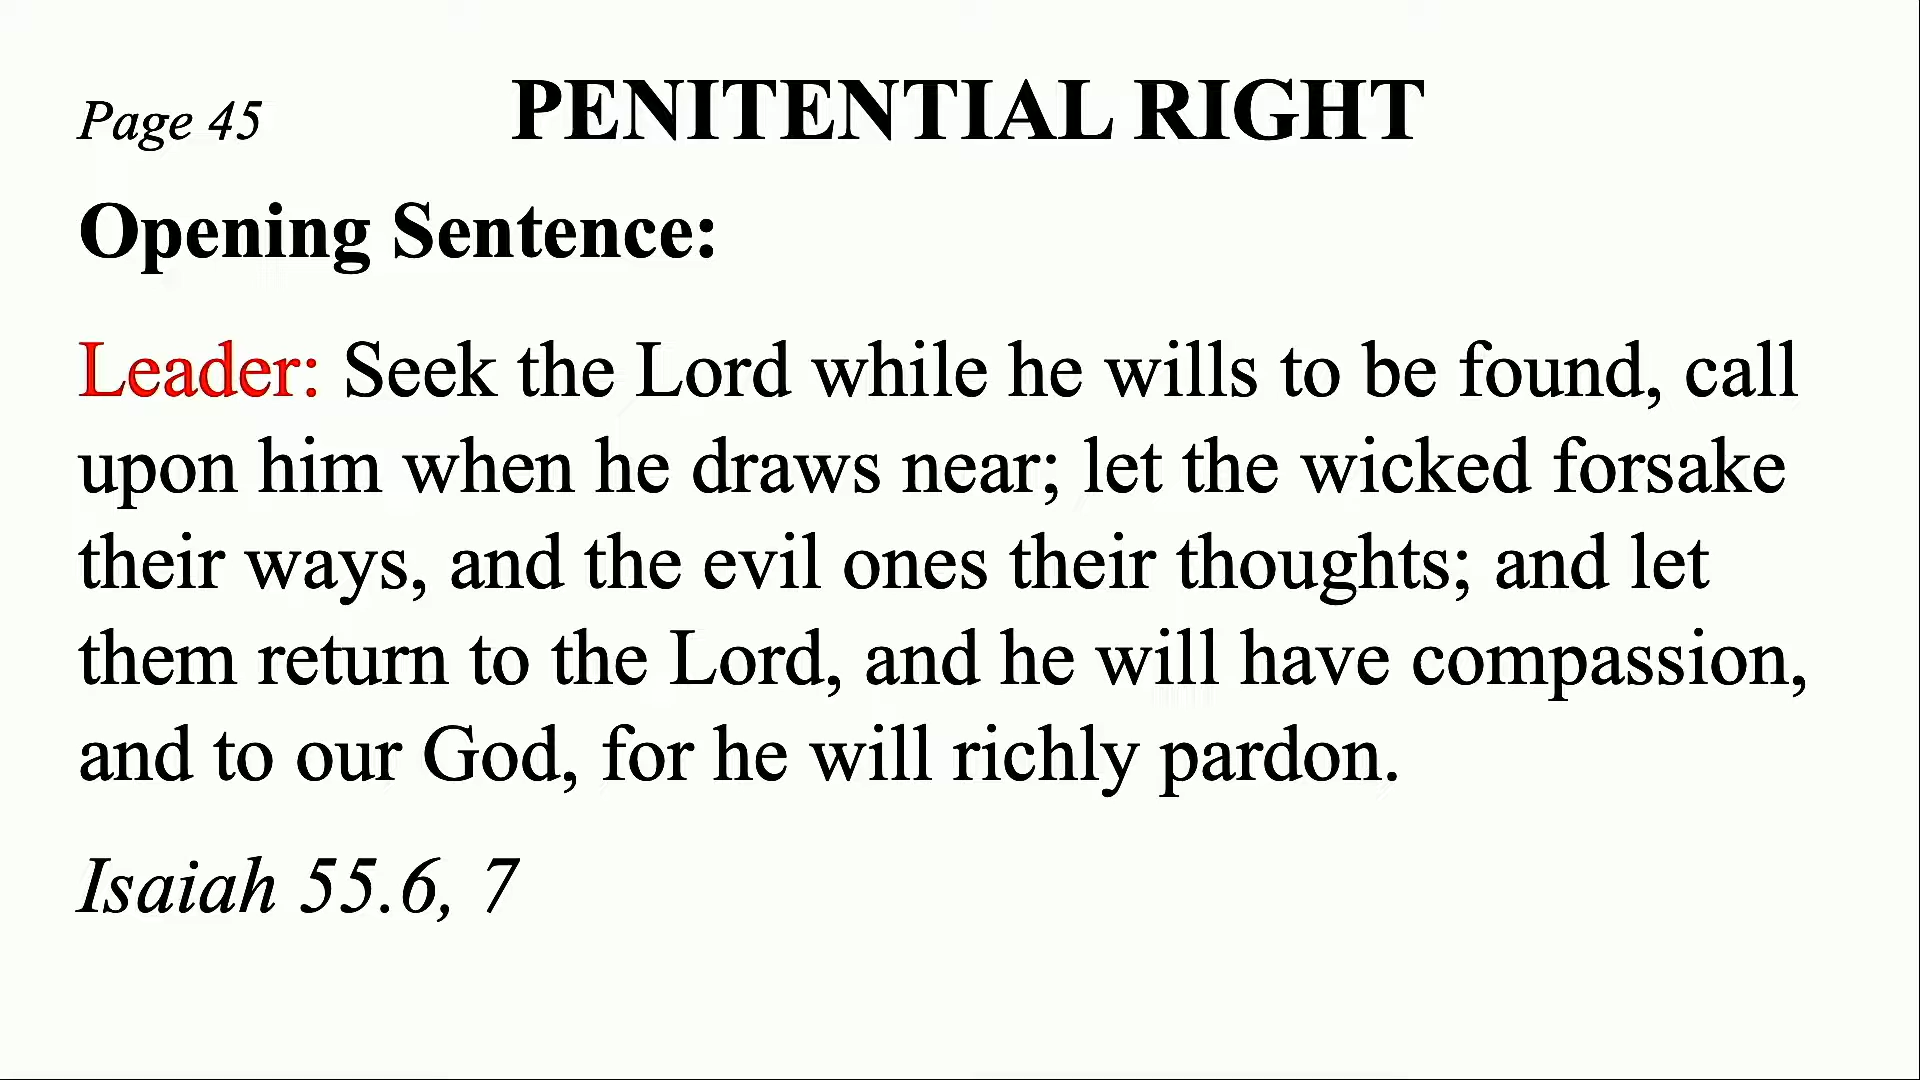 Page 45 PENITENTIAL RIGHT
Opening Sentence:
Leader: Seek the Lord while he wills to be found, call
upon him when he draws near; let the wicked forsake
their ways, and the evil ones their thoughts; and let
them return to the Lord, and he will have compassion,
and to our God, for he will richly pardon.
Isaiah 55.6, 7